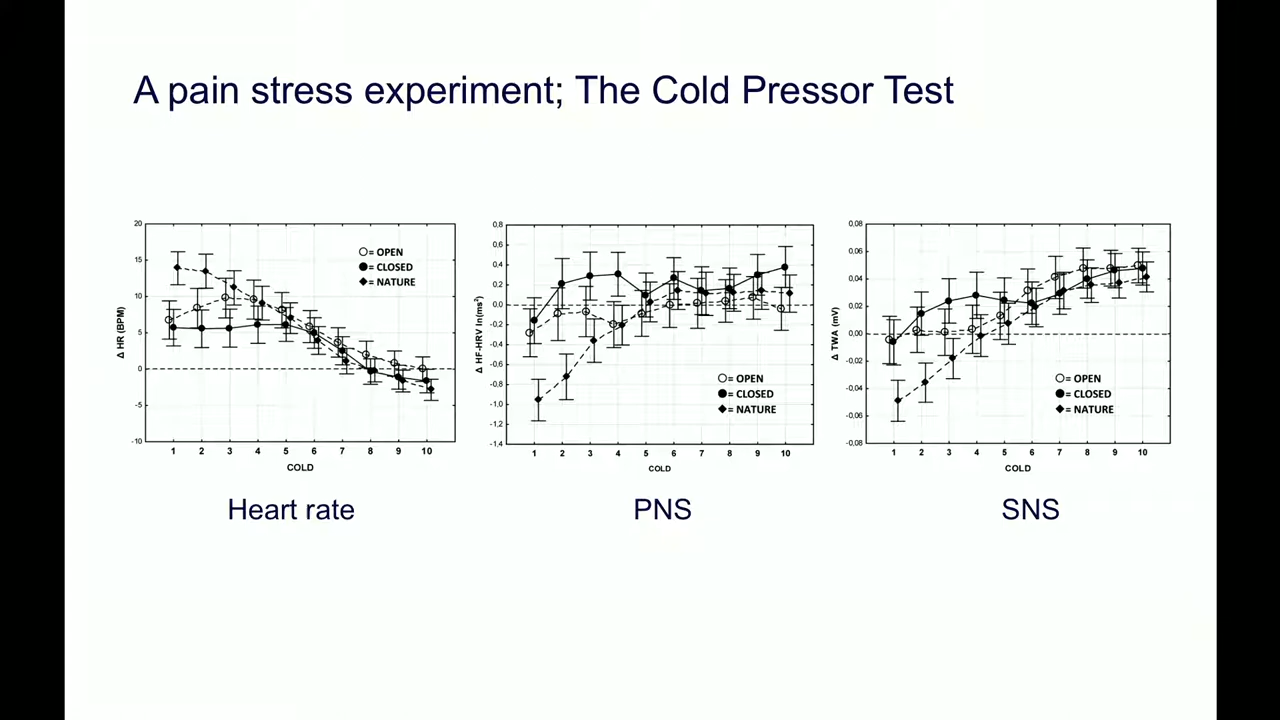 A pain stress experiment; The Cold Pressor Test
20
15
10
5
0
-5
-10
Δ HR (BPM)
= OPEN
= CLOSED
= NATURE
1 2 3 4 5 6 7 8 9 10
COLD
Heart rate
0,8
0,6
0,4
0,2
0,0
-0,2
-0,4
-0,6
-0,8
-1,0
-1,2
-1,4
Δ HF-HRV ln(ms²)
= OPEN
= CLOSED
= NATURE
1 2 3 4 5 6 7 8 9 10
COLD
PNS
0,08
0,06
0,04
0,02
0,00
-0,02
-0,04
-0,06
-0,08
Δ TWA (mV)
= OPEN
= CLOSED
= NATURE
1 2 3 4 5 6 7 8 9 10
COLD
SNS